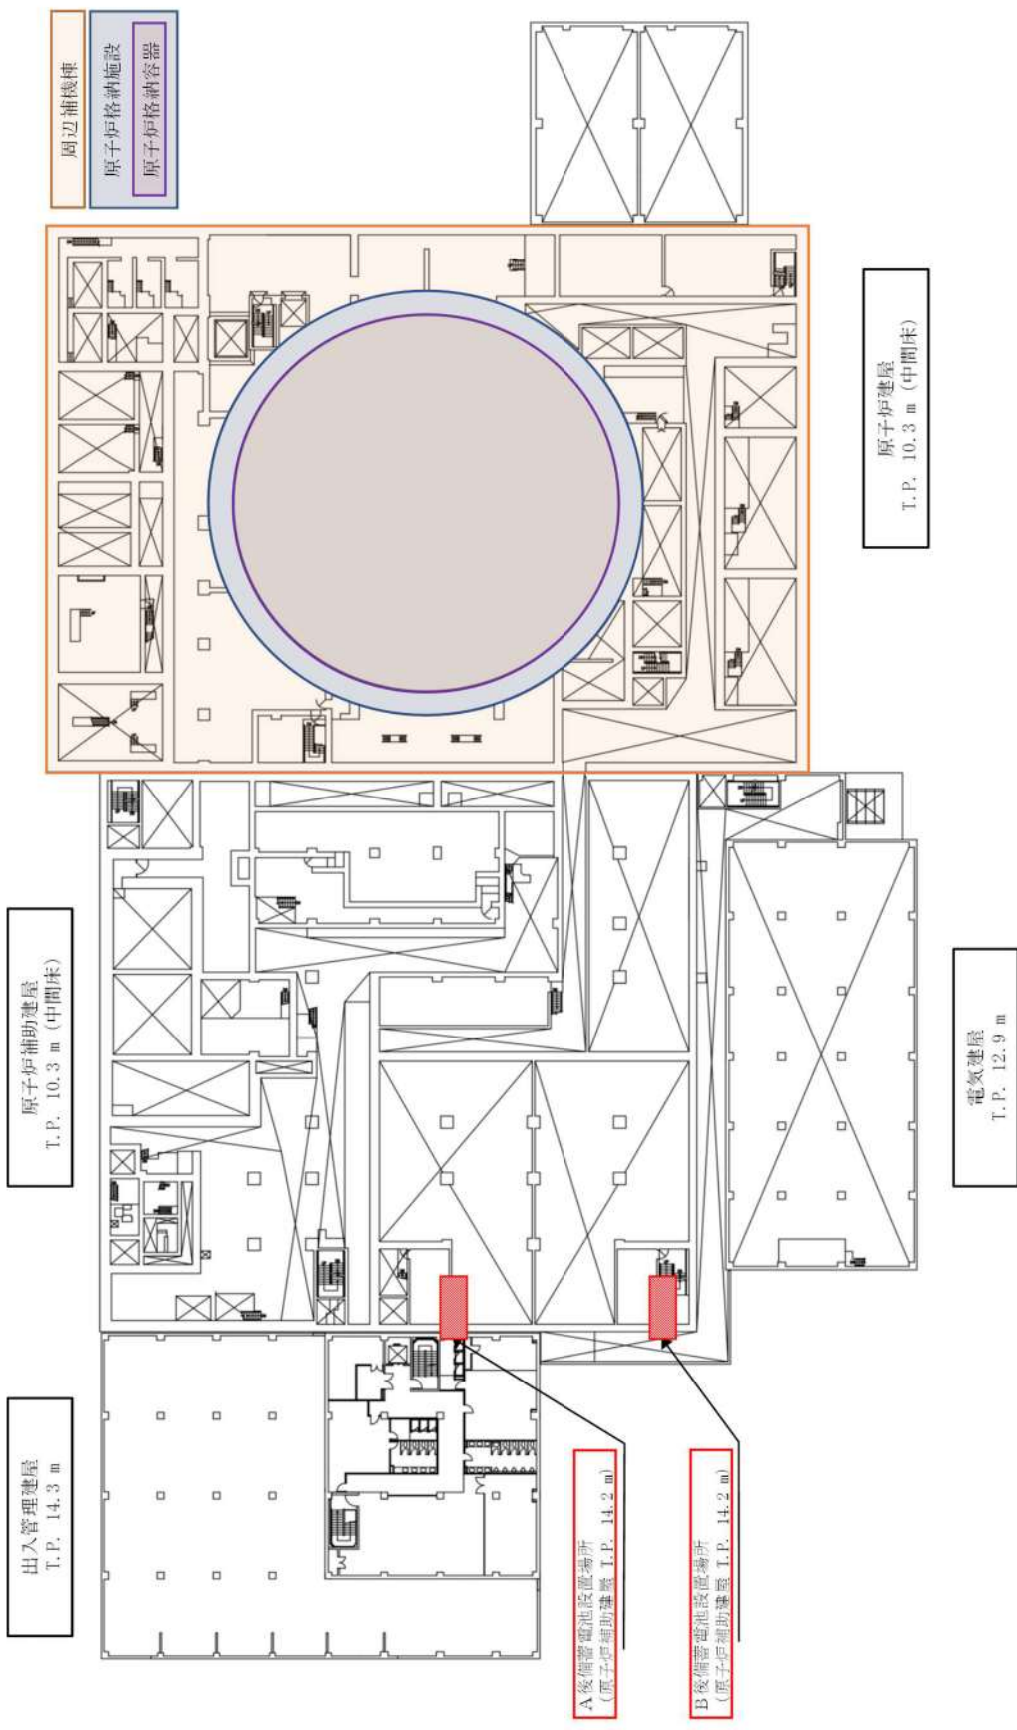 周辺補機棟
原子炉格納施設
原子炉格納容器
原子炉建屋
T.P. 10.3 m (中間床)
原子炉補助建屋
T.P. 10.3 m (中間床)
電気建屋
T.P. 12.9 m
出入管理建屋
T.P. 14.3 m
A後備蓄電池設置場所
(原子炉補助建屋 T.P. 14.2 m)
B後備蓄電池設置場所
(原子炉補助建屋 T.P. 14.2 m)